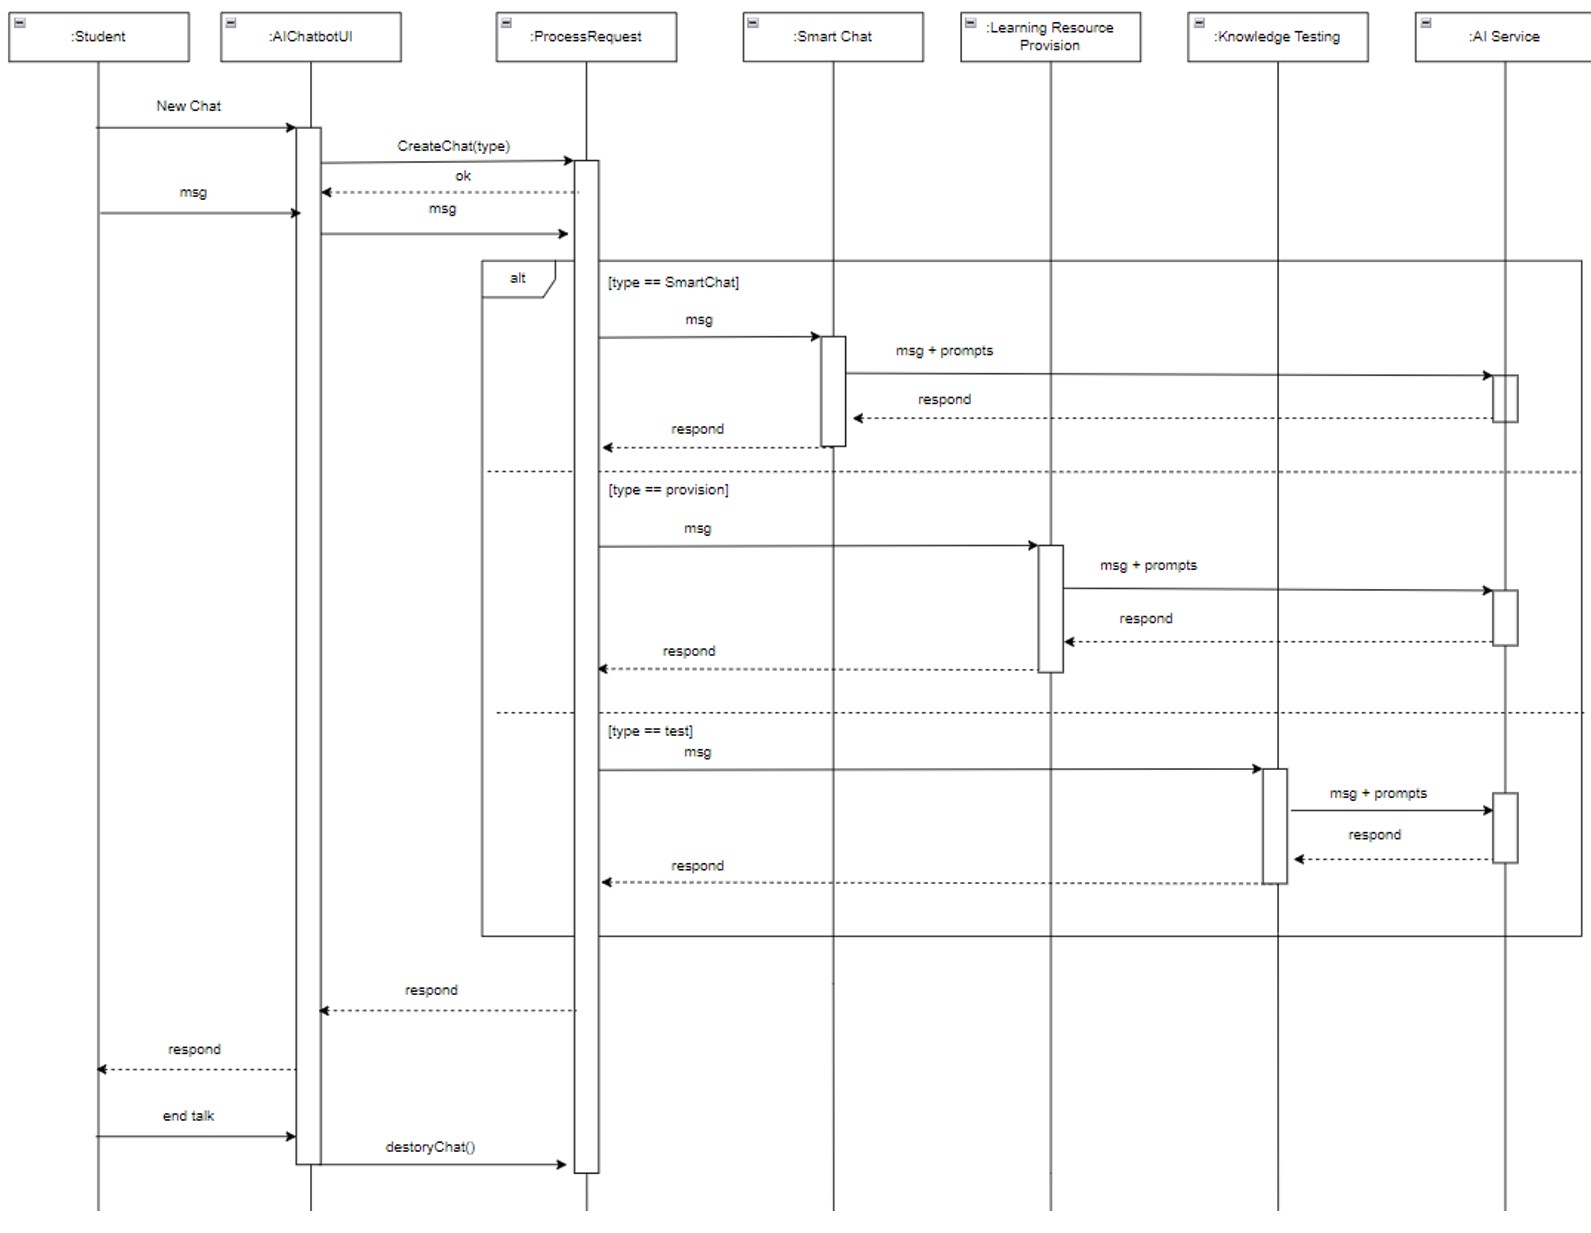 :Student
:AIChatbotUI
:ProcessRequest
:Smart Chat
:Learning Resource
Provision
:Knowledge Testing
:AI Service
New Chat
CreateChat(type)
ok
msg
msg
alt
[type == SmartChat]
msg
msg + prompts
respond
respond
[type == provision]
msg
msg + prompts
respond
respond
[type == test]
msg
msg + prompts
respond
respond
respond
respond
end talk
destoryChat()